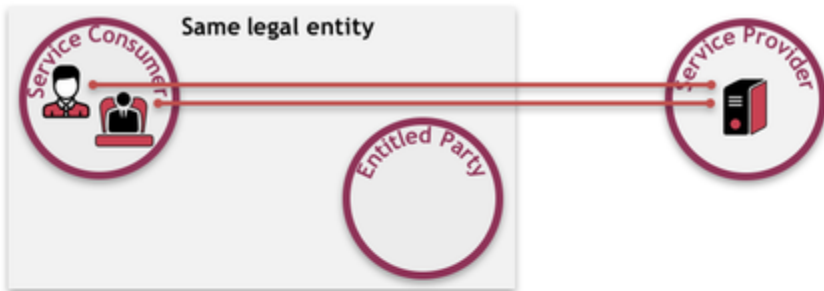 Same legal entity
Service Consumer
Service Provider
Entitled Party